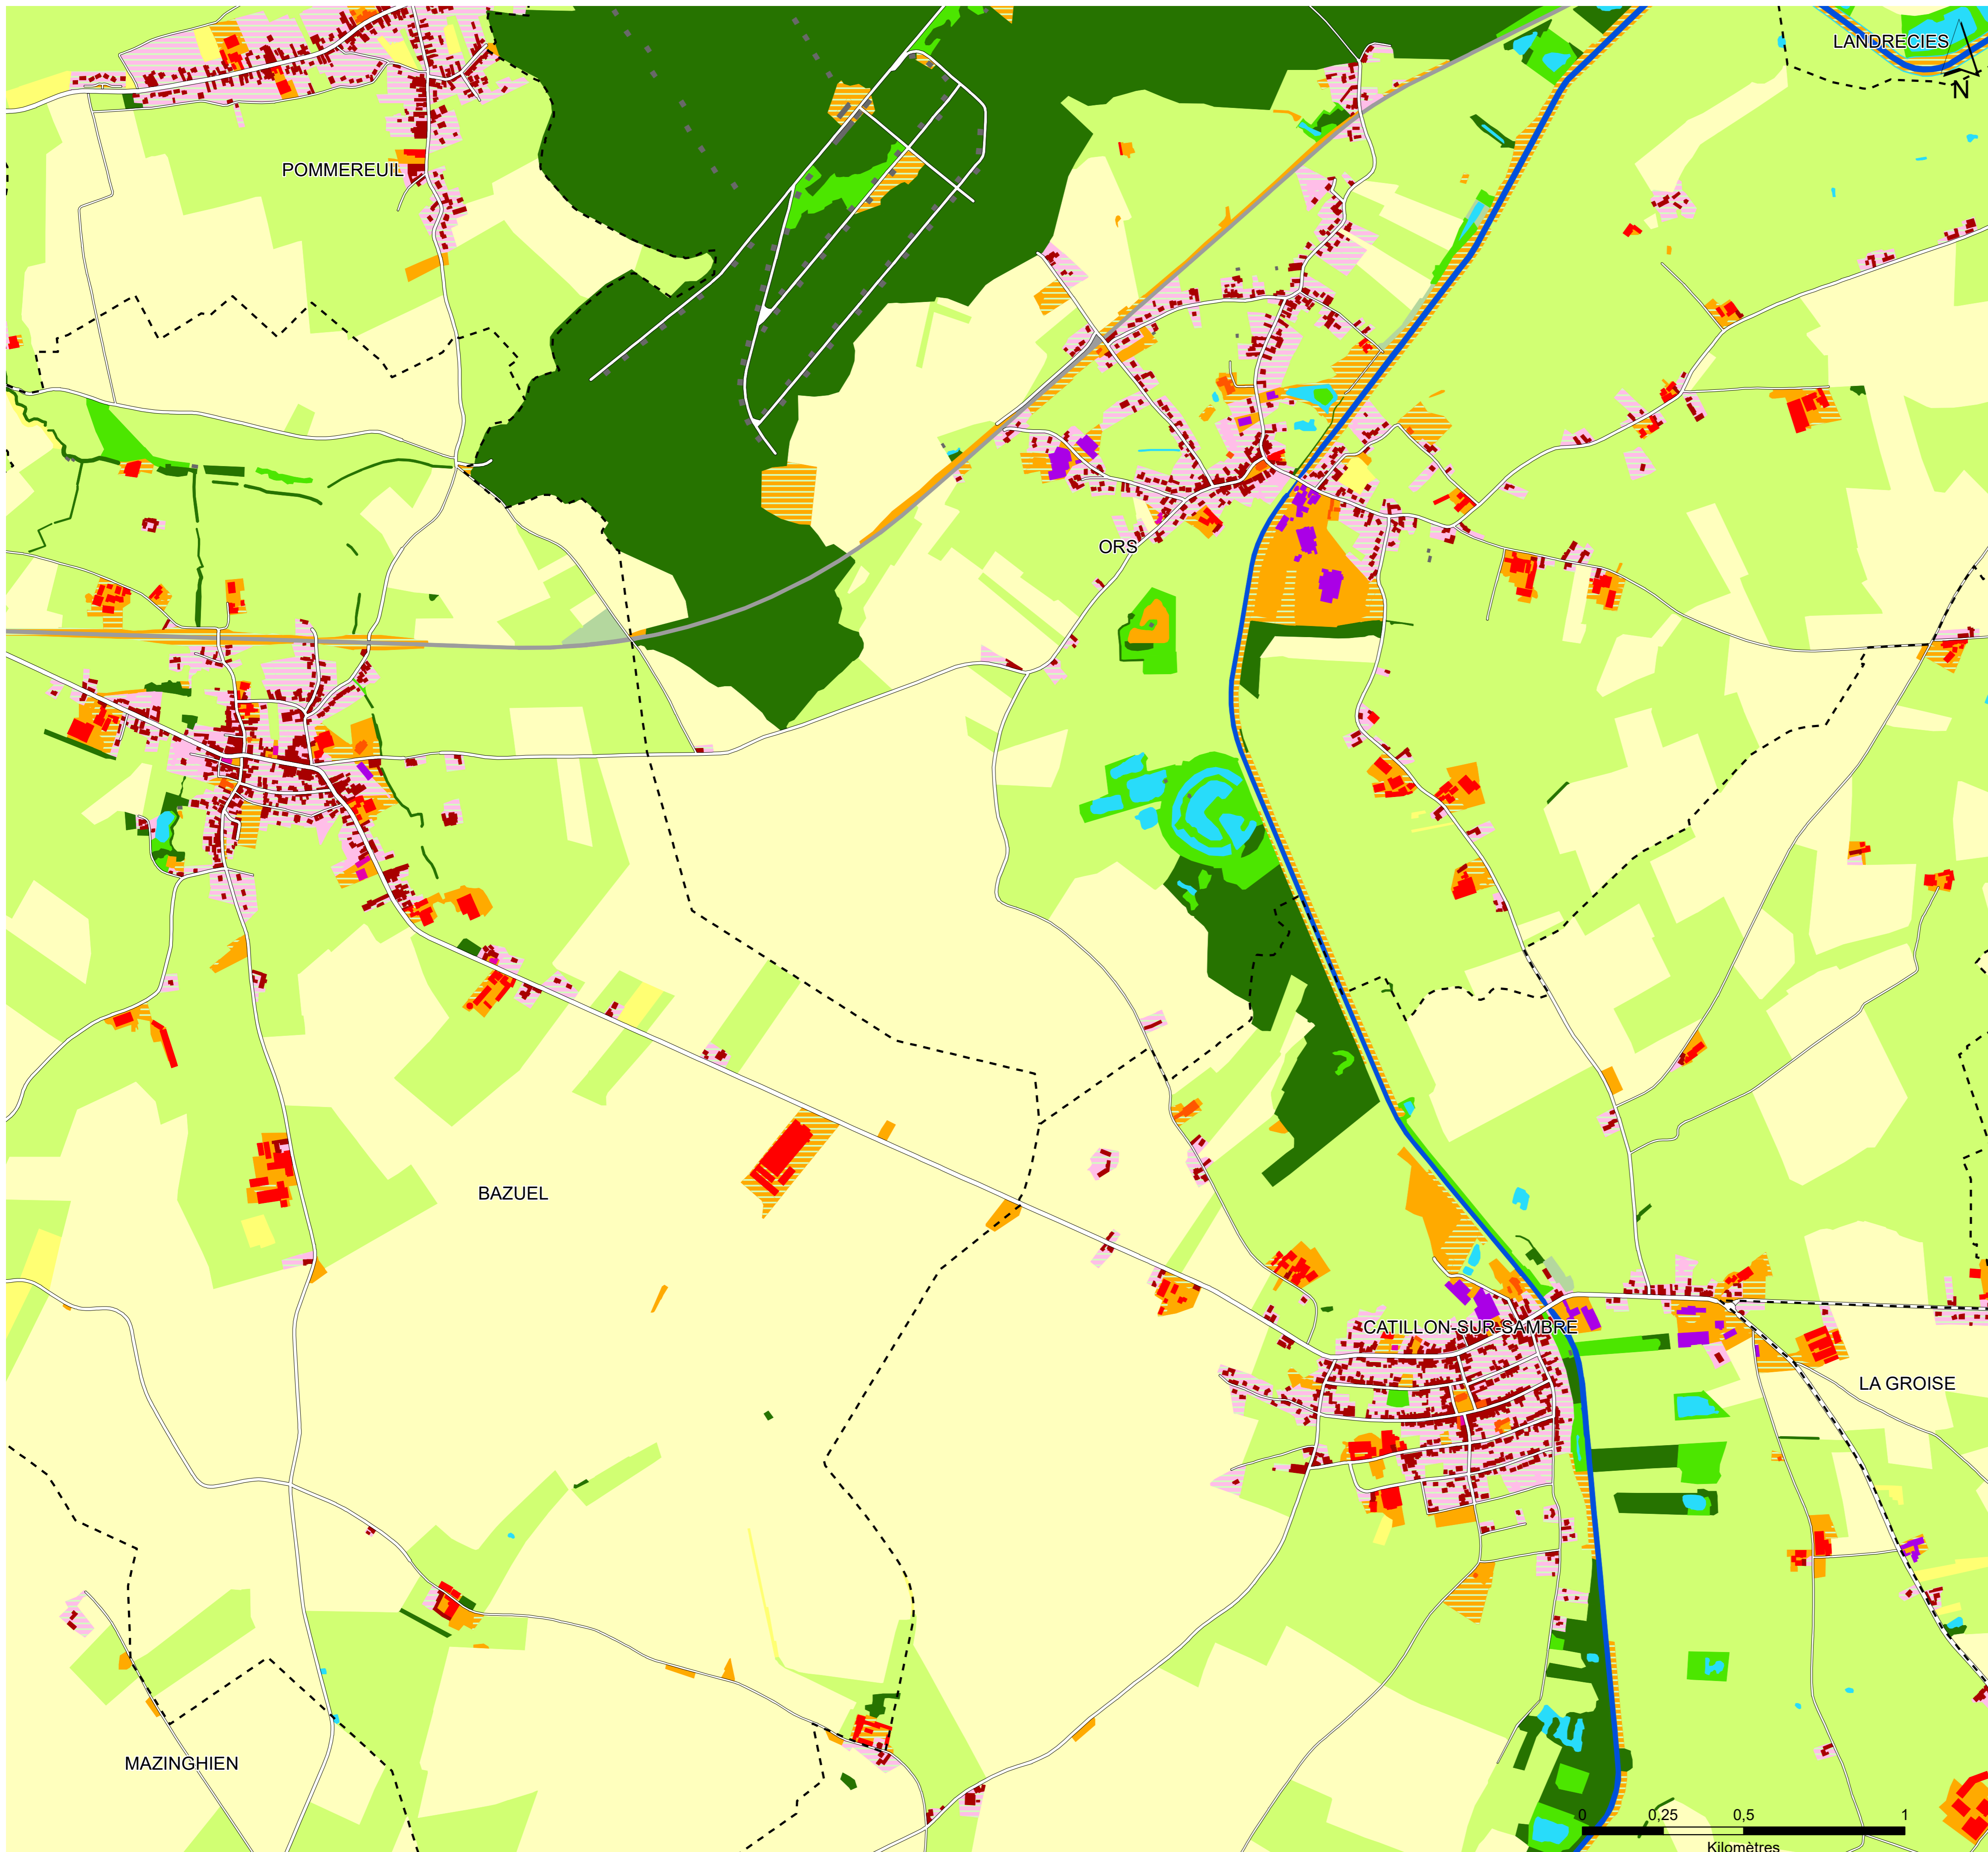 LANDRECIES
N
POMMEREUIL
ORS
BAZUEL
CATILLON-SUR-SAMBRE
LA GROISE
MAZINGHIEN
0 0,25 0,5 1
Kilomètres